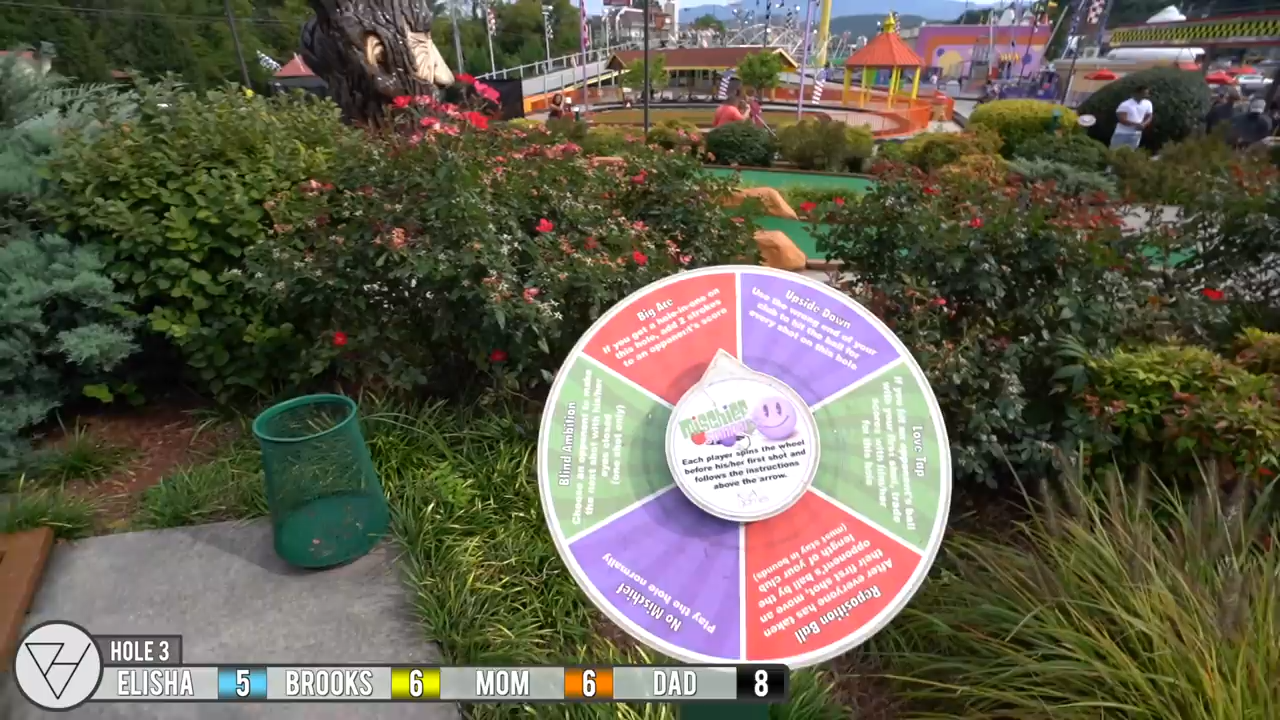 Big Arc
If you get a hole-in-one on
this hole, add 2 strokes
to an opponent's score
Upside Down
Use the wrong end of your
club to hit the ball for
every shot on this hole
Love Tap
If you hit an opponent's ball
with your first shot, trade
scores with him/her
for this hole
Reposition Ball
After everyone has taken
their first shot, move an
opponent's ball by the
length of your club
(must stay in bounds)
No Mischief
Play the hole normally
Blind Ambition
Choose an opponent to make
the next shot with his/her
eyes closed
(one shot only)
mischief
Each player spins the wheel
before his/her first shot and
follows the instructions
above the arrow.
HOLE 3
ELISHA 5 BROOKS 6 MOM 6 DAD 8